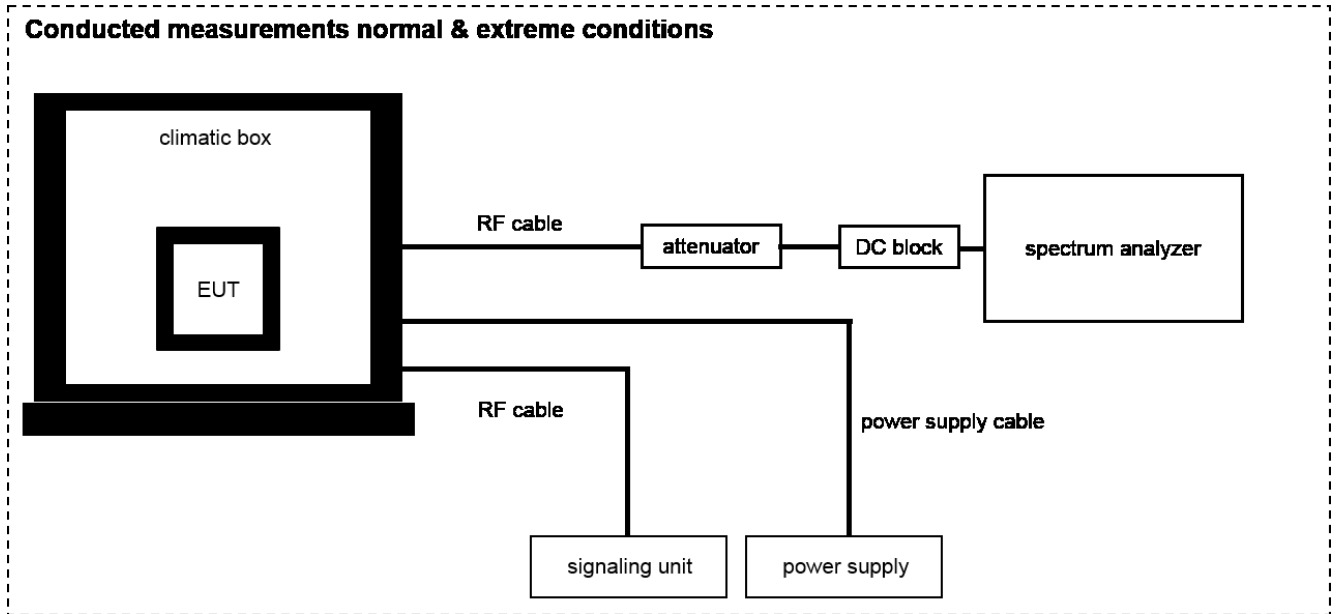 Conducted measurements normal & extreme conditions
climatic box
EUT
RF cable
attenuator
DC block
spectrum analyzer
RF cable
power supply cable
signaling unit
power supply